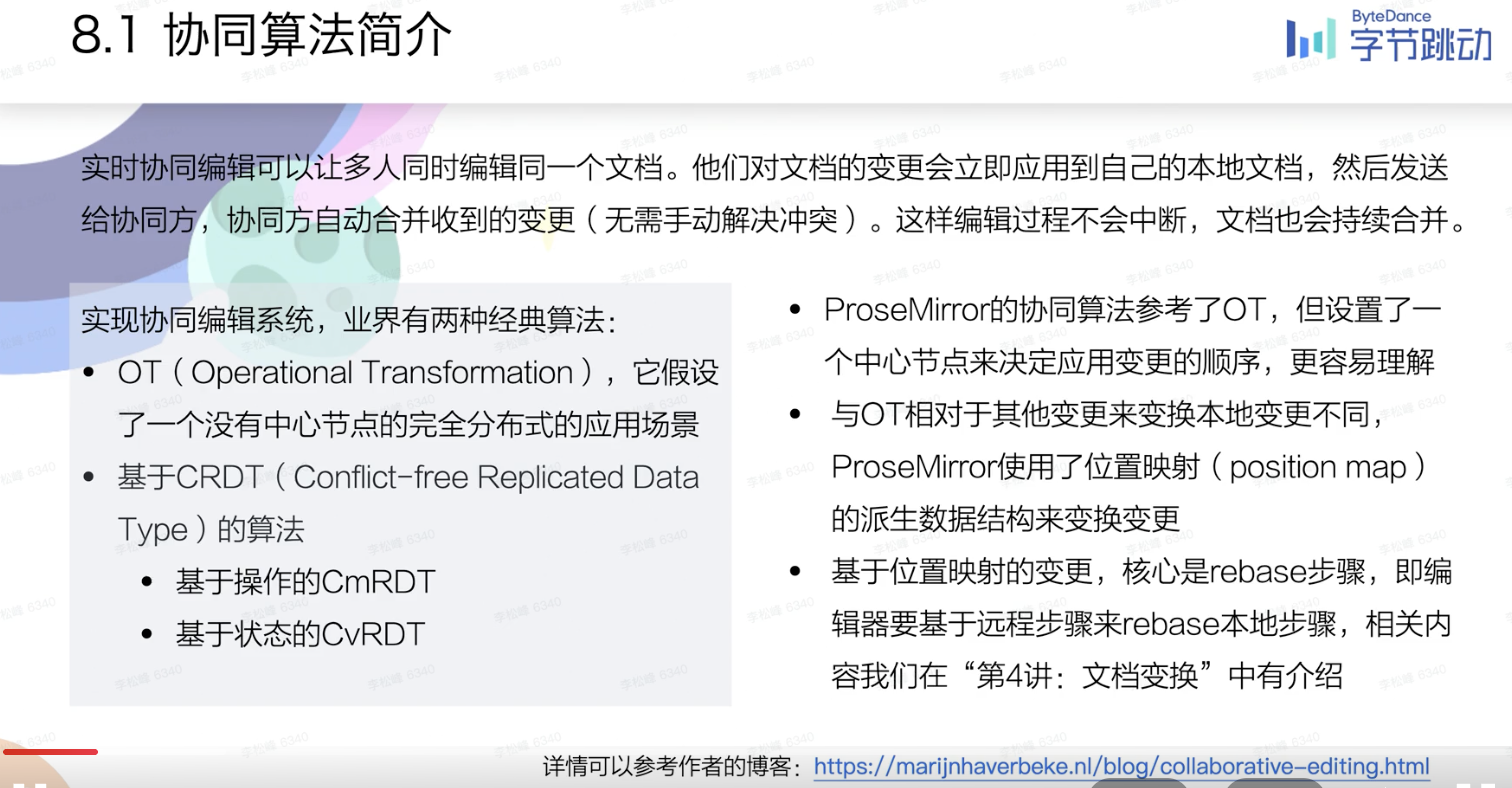 8.1 协同算法简介
ByteDance
字节跳动
实时协同编辑可以让多人同时编辑同一个文档。他们对文档的变更会立即应用到自己的本地文档，然后发送
给协同方，协同方自动合并收到的变更（无需手动解决冲突）。这样编辑过程不会中断，文档也会持续合并。
实现协同编辑系统，业界有两种经典算法：
• OT（Operational Transformation），它假设
了一个没有中心节点的完全分布式的应用场景
• 基于CRDT（Conflict-free Replicated Data
Type）的算法
• 基于操作的CmRDT
• 基于状态的CvRDT
• ProseMirror的协同算法参考了OT，但设置了一
个中心节点来决定应用变更的顺序，更容易理解
• 与OT相对于其他变更来变换本地变更不同，
ProseMirror使用了位置映射（position map）
的派生数据结构来变换变更
• 基于位置映射的变更，核心是rebase步骤，即编
辑器要基于远程步骤来rebase本地步骤，相关内
容我们在“第4讲：文档变换”中有介绍
详情可以参考作者的博客：https://marijnhaverbeke.nl/blog/collaborative-editing.html
李松峰 6340